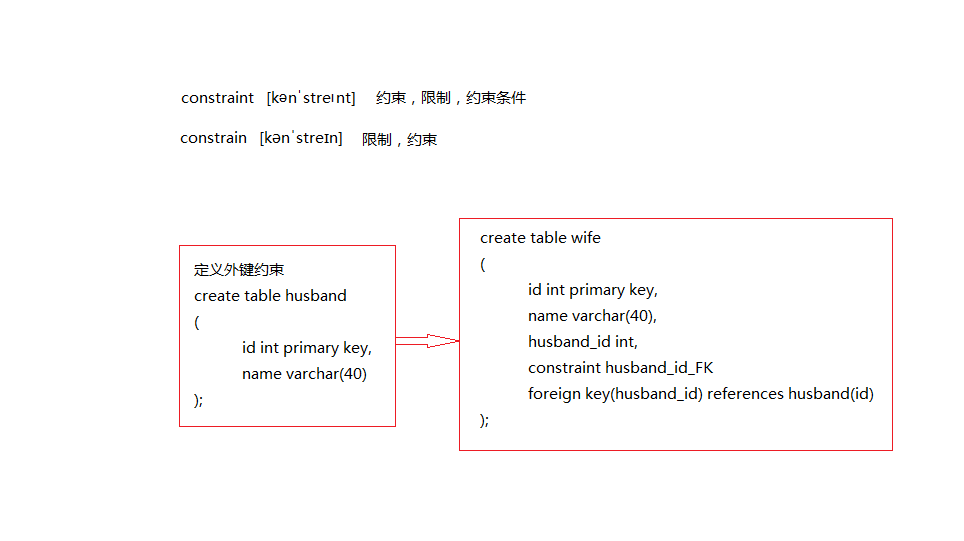 constraint [kənˈstreɪnt] 约束，限制，约束条件
constrain [kənˈstreɪn] 限制，约束
定义外键约束
create table husband
(
id int primary key,
name varchar(40)
);
create table wife
(
id int primary key,
name varchar(40),
husband_id int,
constraint husband_id_FK
foreign key(husband_id) references husband(id)
);